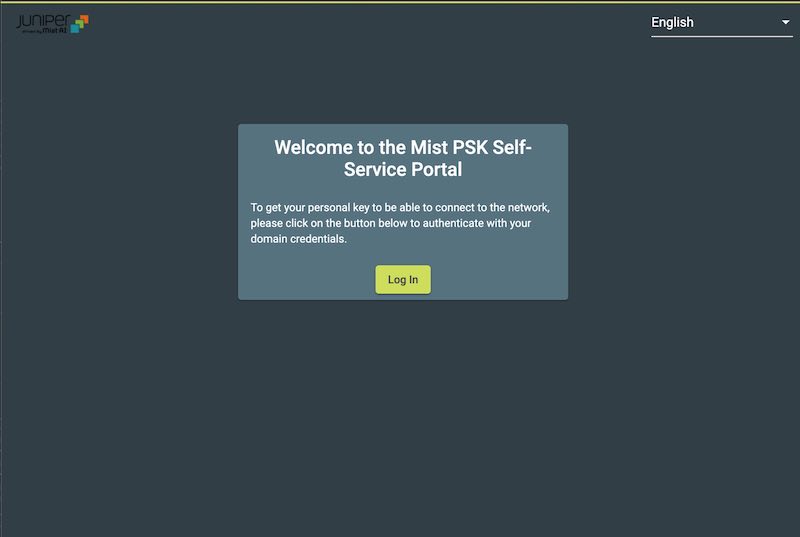 Juniper
driven by Mist AI
English
Welcome to the Mist PSK Self-
Service Portal
To get your personal key to be able to connect to the network,
please click on the button below to authenticate with your
domain credentials.
Log In